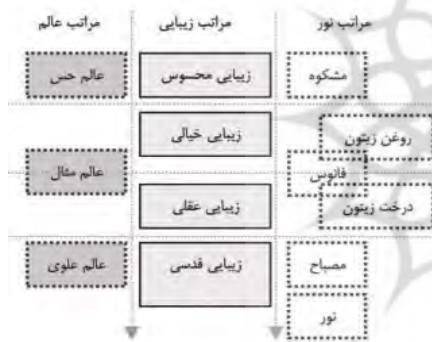 مراتب نور
مراتب زیبایی
مراتب عالم
مشکوه
زیبایی محسوس
عالم حس
روغن زیتون
زیبایی خیالی
فانوس
عالم مثال
درخت زیتون
زیبایی عقلی
مصباح
زیبایی قدسی
عالم علوی
نور